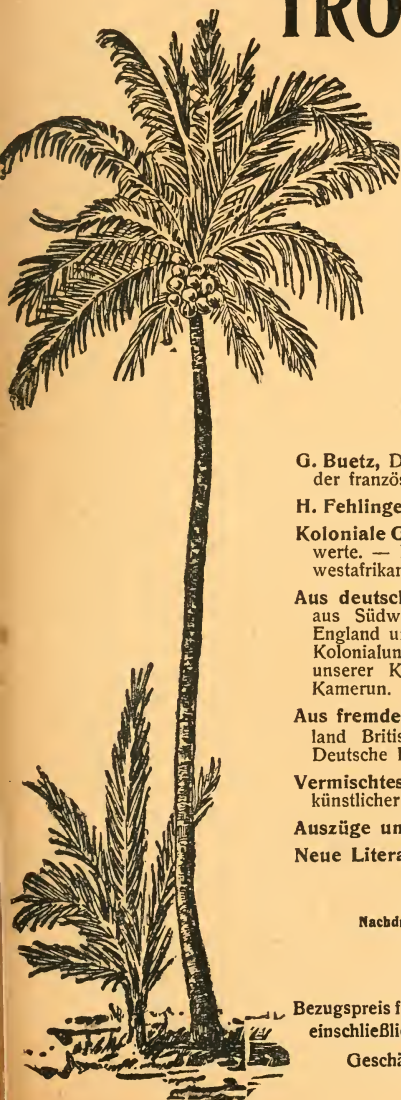 TRO
G. Buetz, D
der französ
H. Fehlinge
Koloniale G
werte. —
westafrikar
Aus deutsch
aus Südw
England u
Kolonialun
unserer K
Kamerun.
Aus fremde
land Britis
Deutsche
Vermischtes
künstlicher
Auszüge un
Neue Litera
Nachdr
Bezugspreis f
einschließlic
Geschä